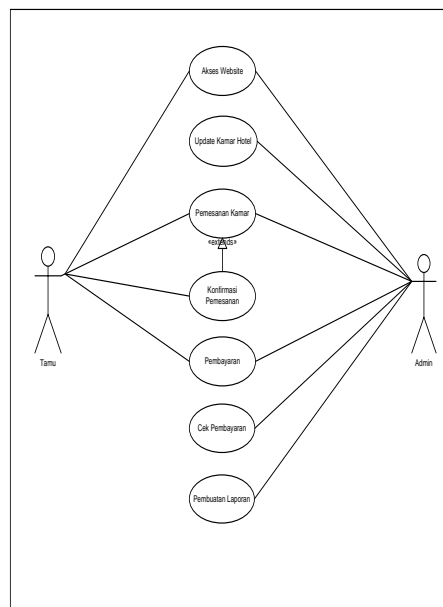 Akses Website
Update Kamar Hotel
Pemesanan Kamar
«extends»
Konfirmasi
Pemesanan
Tamu
Pembayaran
Admin
Cek Pembayaran
Pembuatan Laporan